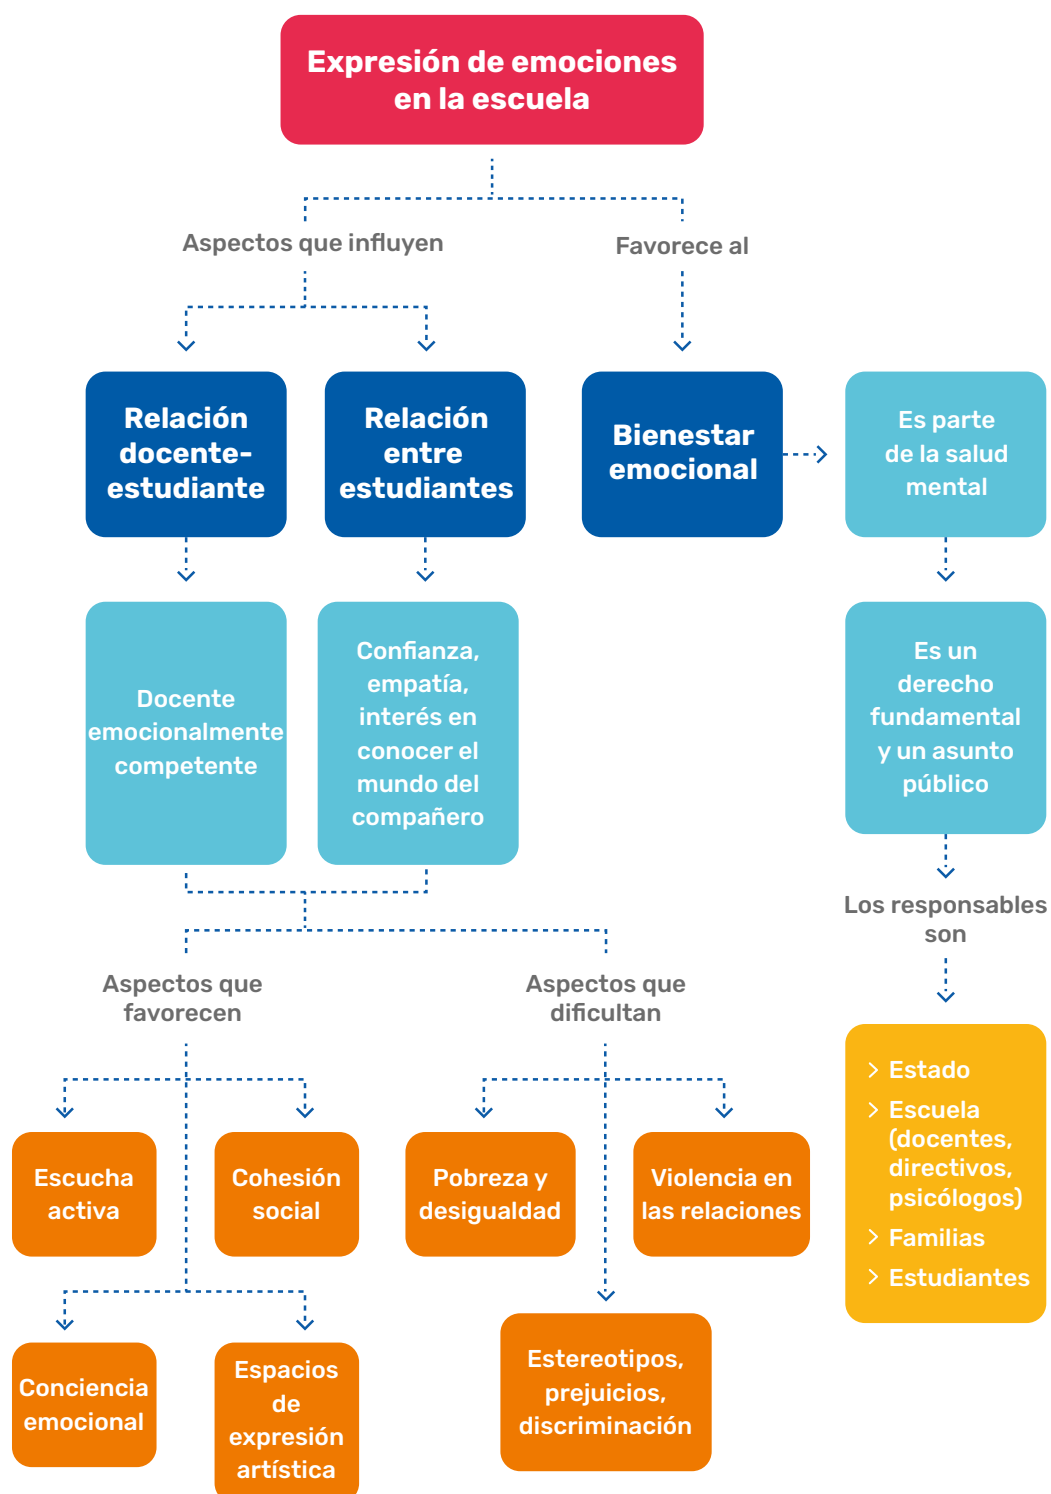 Expresión de emociones
en la escuela
Aspectos que influyen
Favorece al
Relación
docente-
estudiante
Relación
entre
estudiantes
Bienestar
emocional
Es parte
de la salud
mental
Docente
emocionalmente
competente
Confianza,
empatía,
interés en
conocer el
mundo del
compañero
Es un
derecho
fundamental
y un asunto
público
Los responsables
son
Aspectos que
favorecen
Aspectos que
dificultan
Escucha
activa
Cohesión
social
Pobreza y
desigualdad
Violencia en
las relaciones
Estado
Escuela
(docentes,
directivos,
psicólogos)
Familias
Estudiantes
Conciencia
emocional
Espacios
de
expresión
artística
Estereotipos,
prejuicios,
discriminación